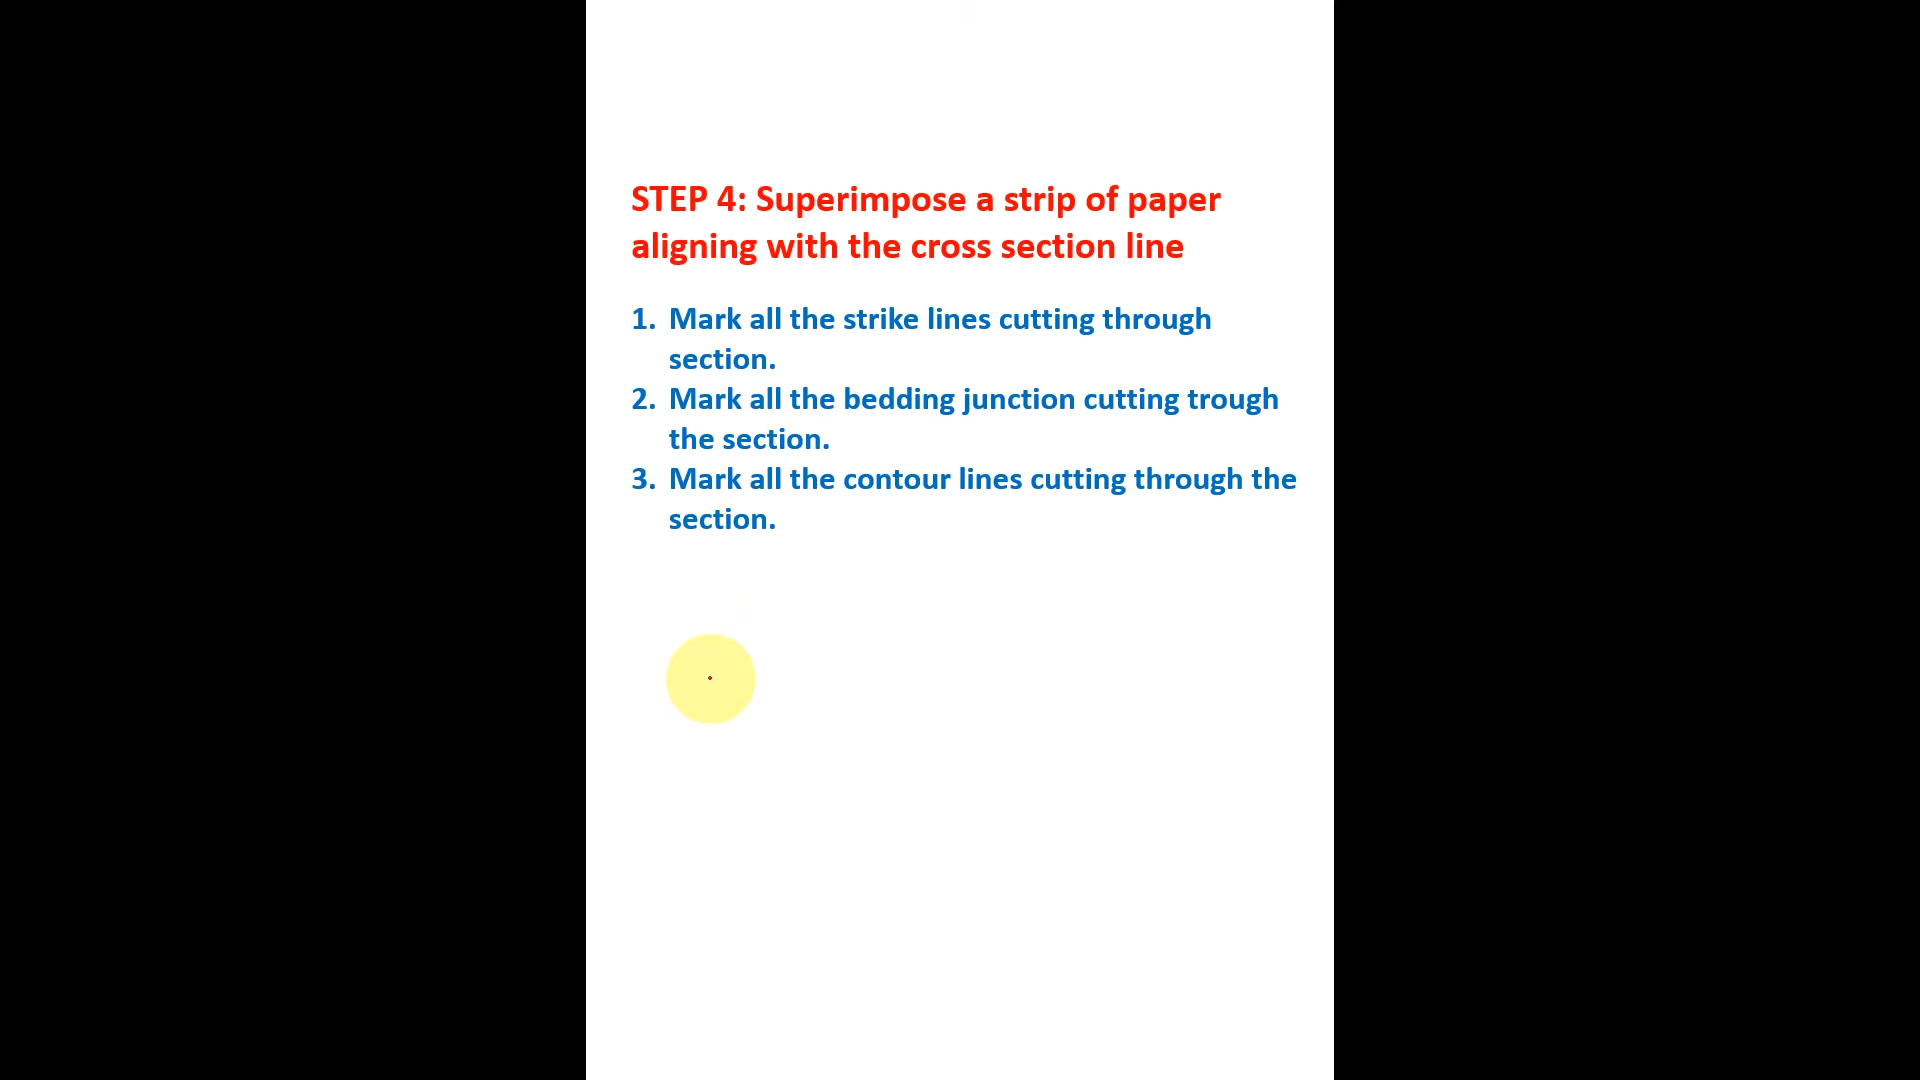 STEP 4: Superimpose a strip of paper
aligning with the cross section line
1. Mark all the strike lines cutting through
section.
2. Mark all the bedding junction cutting trough
the section.
3. Mark all the contour lines cutting through the
section.